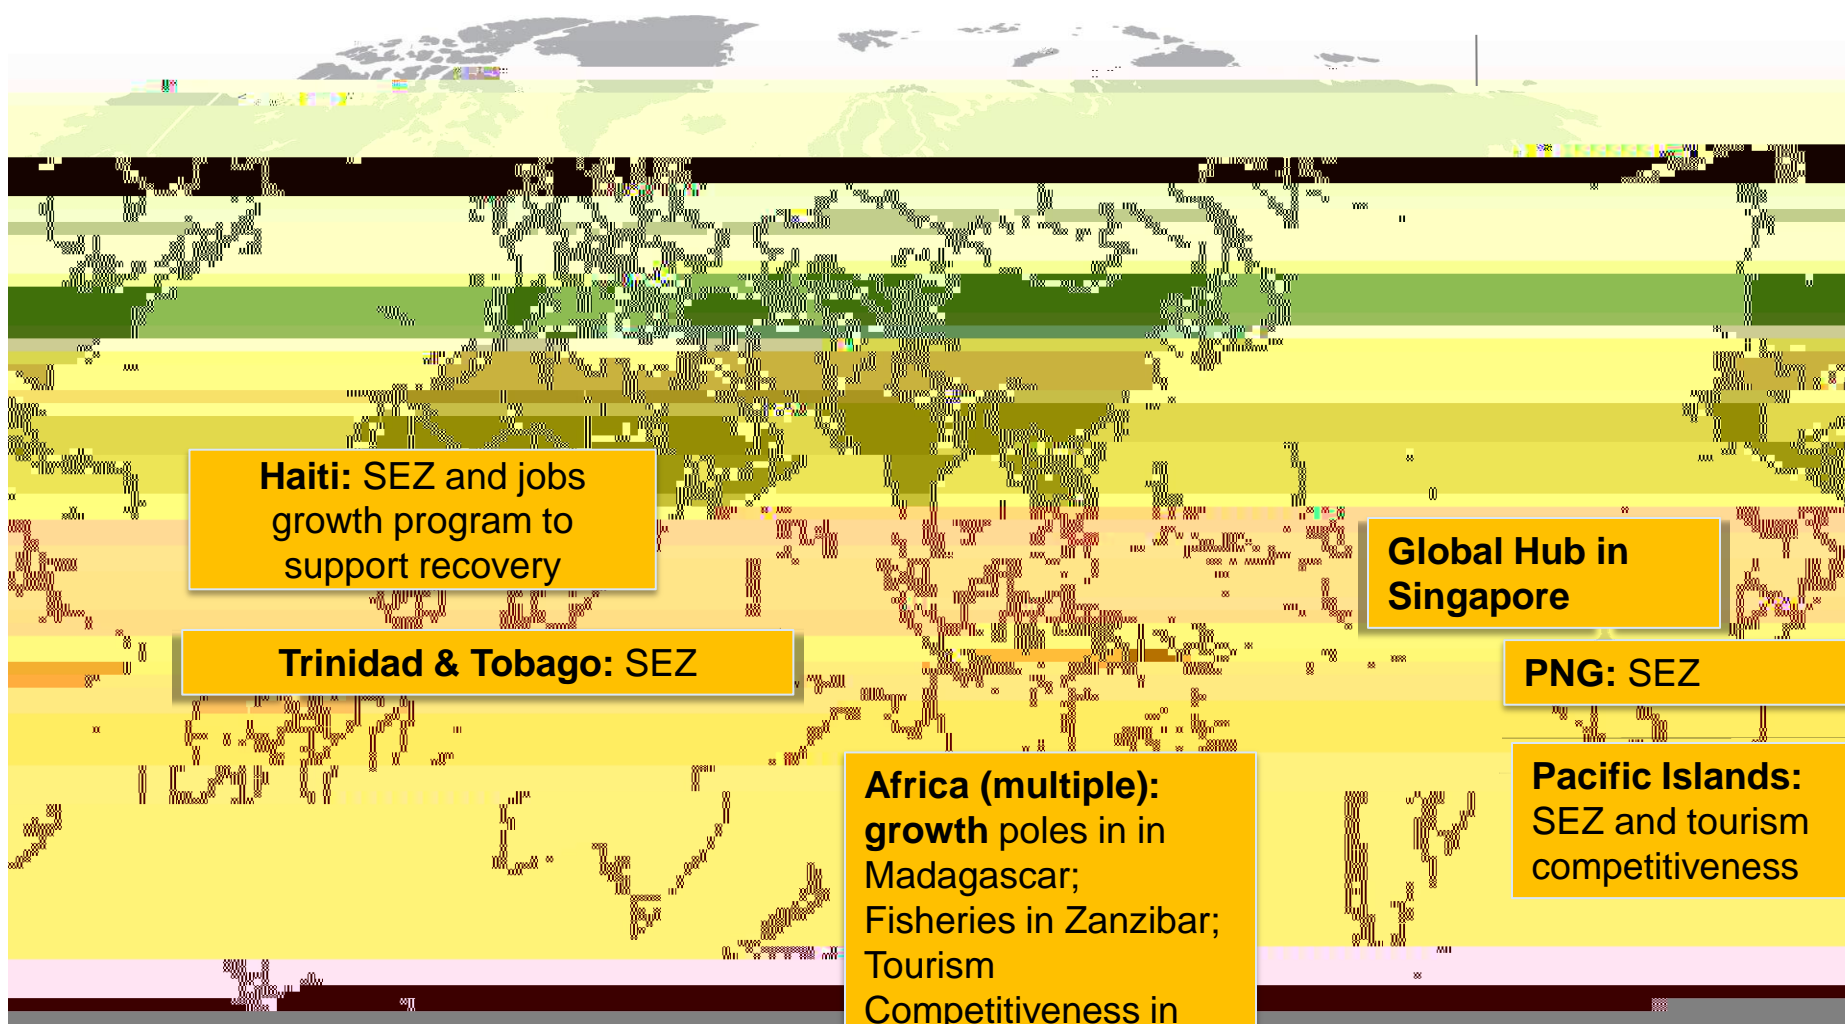 Haiti: SEZ and jobs
growth program to
support recovery
Global Hub in
Singapore
Trinidad & Tobago: SEZ
PNG: SEZ
Africa (multiple):
growth poles in in
Madagascar;
Fisheries in Zanzibar;
Tourism
Competitiveness in
Pacific Islands:
SEZ and tourism
competitiveness